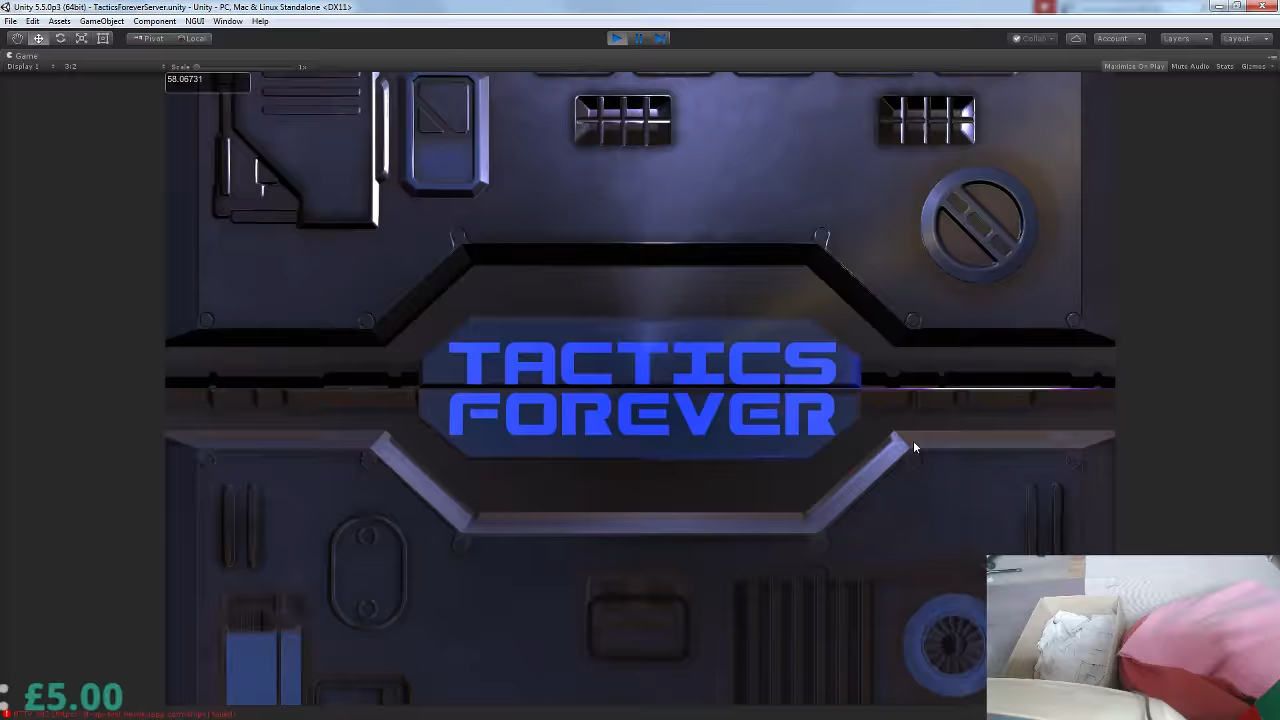 Unity 5.5.0p3 (64bit) - TacticsForeverServer.unity - Unity - PC, Mac & Linux Standalone <DX11>
File Edit Assets GameObject Component NGUI Window Help
Pivot Local Collab Account Layers Layout
Game
Display 1 3:2 Scale 1x Maximize On Play Mute Audio Stats Gizmos
58.06731
TACTICS
FOREVER
£5.00